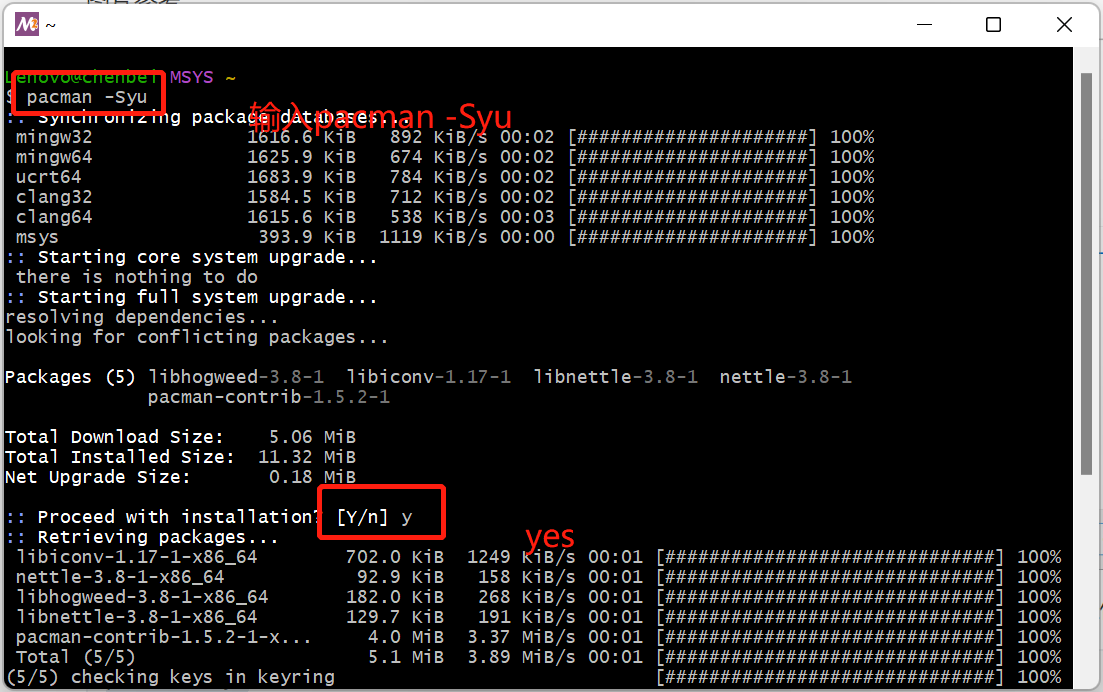 ~
Lenovo@chenbei MSYS ~
$ pacman -Syu
输入pacman -Syu
:: Synchronizing package databases...
mingw32 1616.6 KiB 892 KiB/s 00:02 [#####################] 100%
mingw64 1625.9 KiB 674 KiB/s 00:02 [#####################] 100%
ucrt64 1683.9 KiB 784 KiB/s 00:02 [#####################] 100%
clang32 1584.5 KiB 712 KiB/s 00:02 [#####################] 100%
clang64 1615.6 KiB 538 KiB/s 00:03 [#####################] 100%
msys 393.9 KiB 1119 KiB/s 00:00 [#####################] 100%
:: Starting core system upgrade...
there is nothing to do
:: Starting full system upgrade...
resolving dependencies...
looking for conflicting packages...
Packages (5) libhogweed-3.8-1 libiconv-1.17-1 libnettle-3.8-1 nettle-3.8-1
pacman-contrib-1.5.2-1
Total Download Size: 5.06 MiB
Total Installed Size: 11.32 MiB
Net Upgrade Size: 0.18 MiB
:: Proceed with installation? [Y/n] y
yes
:: Retrieving packages...
libiconv-1.17-1-x86_64 702.0 KiB 1249 KiB/s 00:01 [##############################] 100%
nettle-3.8-1-x86_64 92.9 KiB 158 KiB/s 00:01 [##############################] 100%
libhogweed-3.8-1-x86_64 182.0 KiB 268 KiB/s 00:01 [##############################] 100%
libnettle-3.8-1-x86_64 129.7 KiB 191 KiB/s 00:01 [##############################] 100%
pacman-contrib-1.5.2-1-x... 4.0 MiB 3.37 MiB/s 00:01 [##############################] 100%
Total (5/5) 5.1 MiB 3.89 MiB/s 00:01 [##############################] 100%
(5/5) checking keys in keyring [##############################] 100%